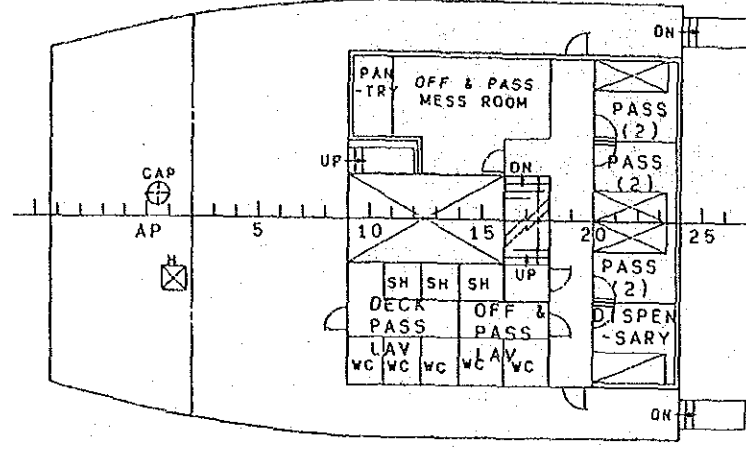 DN
PAN
-TRY
OFF & PASS
MESS ROOM
PASS
(2)
UP
DN
PASS
(2)
CAP
AP
5
10
15
20
25
H
UP
SH
SH
SH
PASS
(2)
DECK
PASS
LAV
OFF &
PASS
LAV
DISPEN
-SARY
WC
WC
WC
WC
WC
DN